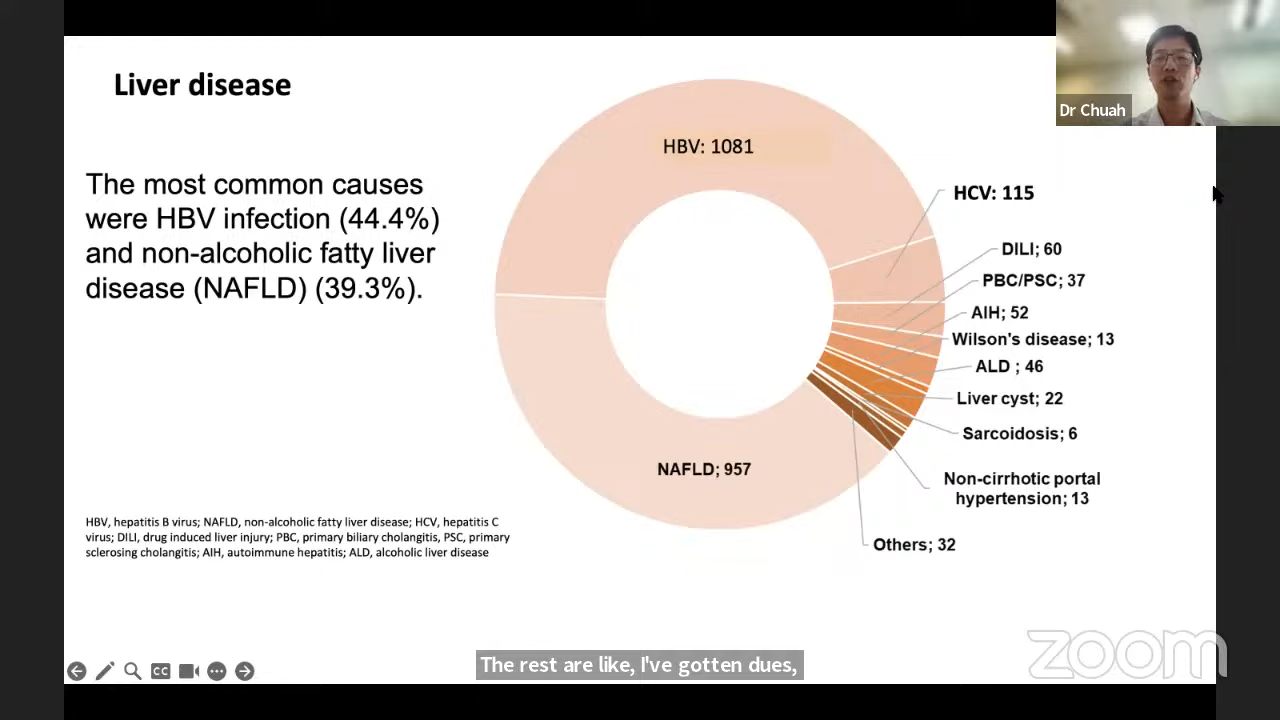 Liver disease
The most common causes
were HBV infection (44.4%)
and non-alcoholic fatty liver
disease (NAFLD) (39.3%).
HBV: 1081
HCV: 115
DILI; 60
PBC/PSC; 37
AIH; 52
Wilson's disease; 13
ALD ; 46
Liver cyst; 22
Sarcoidosis; 6
Non-cirrhotic portal
hypertension; 13
Others; 32
NAFLD; 957
HBV, hepatitis B virus; NAFLD, non-alcoholic fatty liver disease; HCV, hepatitis C
virus; DILI, drug induced liver injury; PBC, primary biliary cholangitis, PSC, primary
sclerosing cholangitis; AIH, autoimmune hepatitis; ALD, alcoholic liver disease
Dr Chuah
CC
The rest are like, I've gotten dues,
zoom